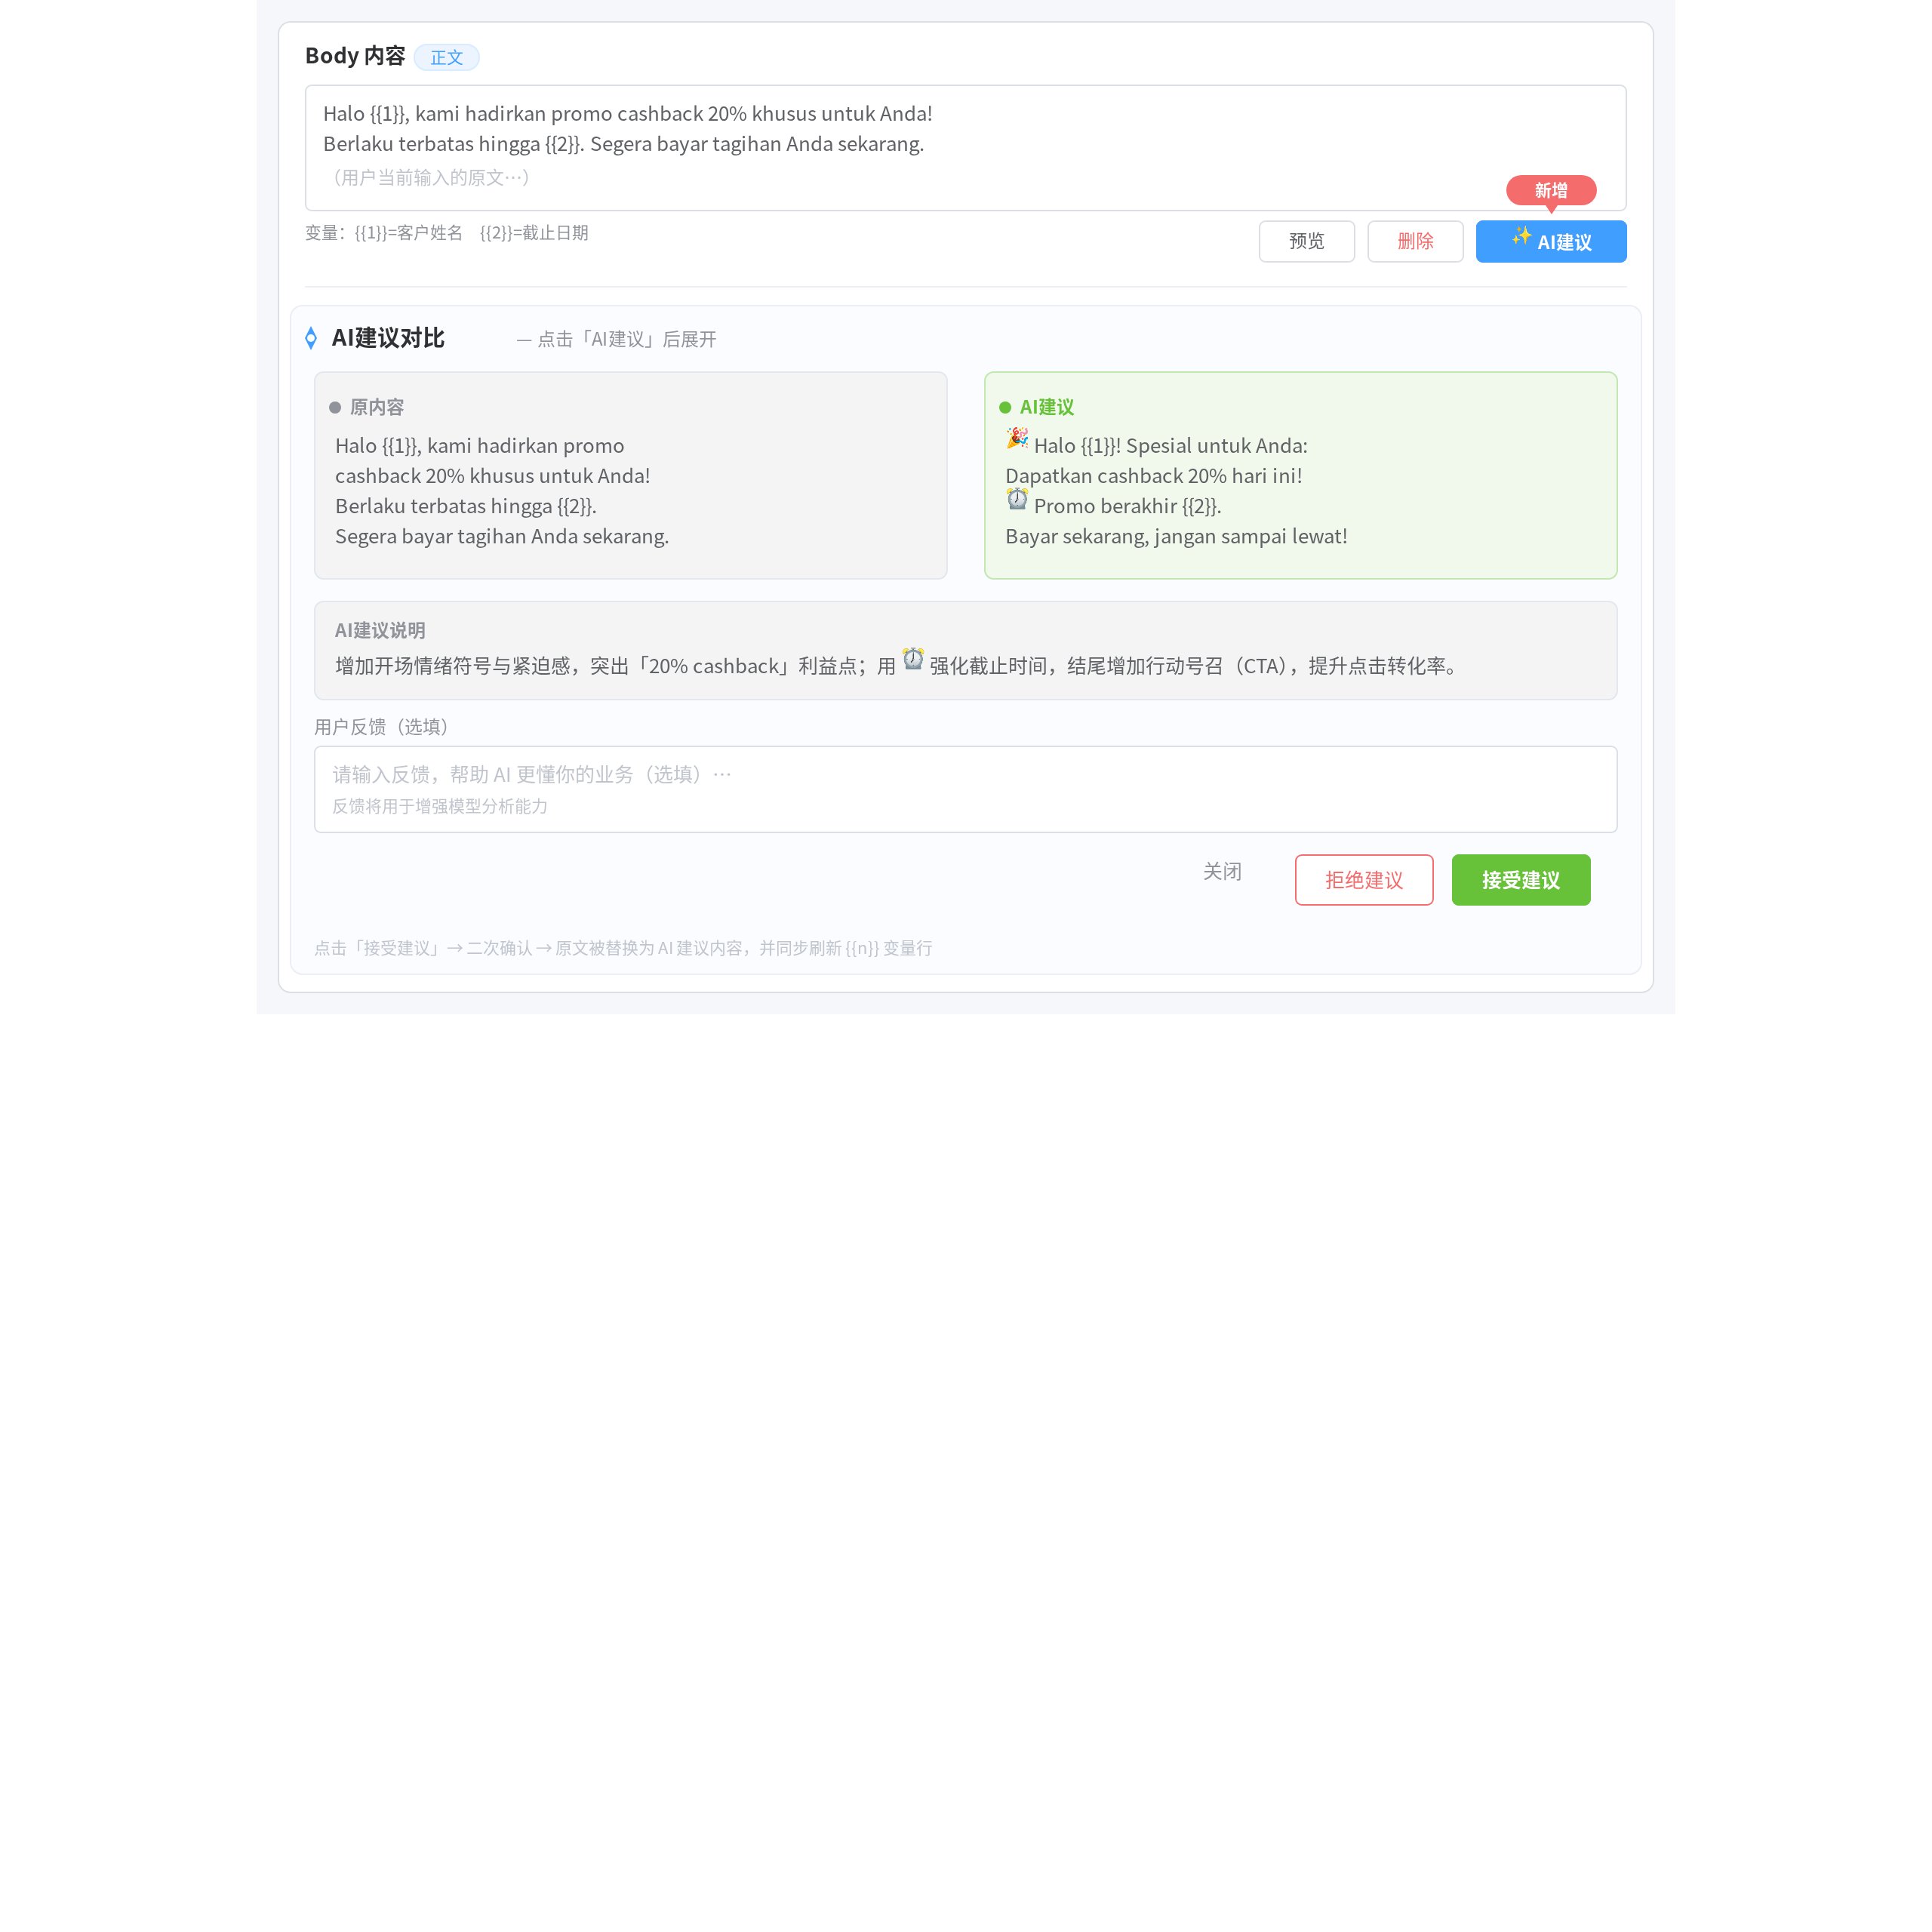 Body 内容 正文
Halo {{1}}, kami hadirkan promo cashback 20% khusus untuk Anda!
Berlaku terbatas hingga {{2}}. Segera bayar tagihan Anda sekarang.
（用户当前输入的原文…）
新增
变量：{{1}}=客户姓名 {{2}}=截止日期
预览 删除 ✨ AI建议
AI建议对比 — 点击「AI建议」后展开
原内容
Halo {{1}}, kami hadirkan promo
cashback 20% khusus untuk Anda!
Berlaku terbatas hingga {{2}}.
Segera bayar tagihan Anda sekarang.
AI建议
🎉 Halo {{1}}! Spesial untuk Anda:
Dapatkan cashback 20% hari ini!
⏰ Promo berakhir {{2}}.
Bayar sekarang, jangan sampai lewat!
AI建议说明
增加开场情绪符号与紧迫感，突出「20% cashback」利益点；用 ⏰ 强化截止时间，结尾增加行动号召（CTA），提升点击转化率。
用户反馈（选填）
请输入反馈，帮助 AI 更懂你的业务（选填）…
反馈将用于增强模型分析能力
关闭 拒绝建议 接受建议
点击「接受建议」→ 二次确认 → 原文被替换为 AI 建议内容，并同步刷新 {{n}} 变量行